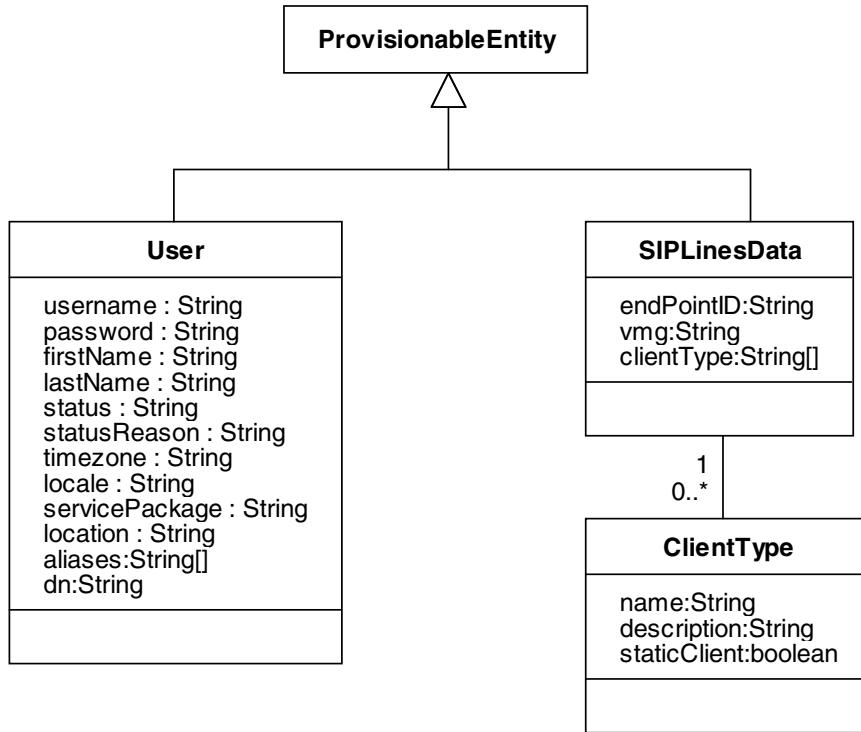 ProvisionableEntity
User
username : String
password : String
firstName : String
lastName : String
status : String
statusReason : String
timezone : String
locale : String
servicePackage : String
location : String
aliases:String[]
dn:String
SIPLinesData
endPointID:String
vmg:String
clientType:String[]
1
0..*
ClientType
name:String
description:String
staticClient:boolean